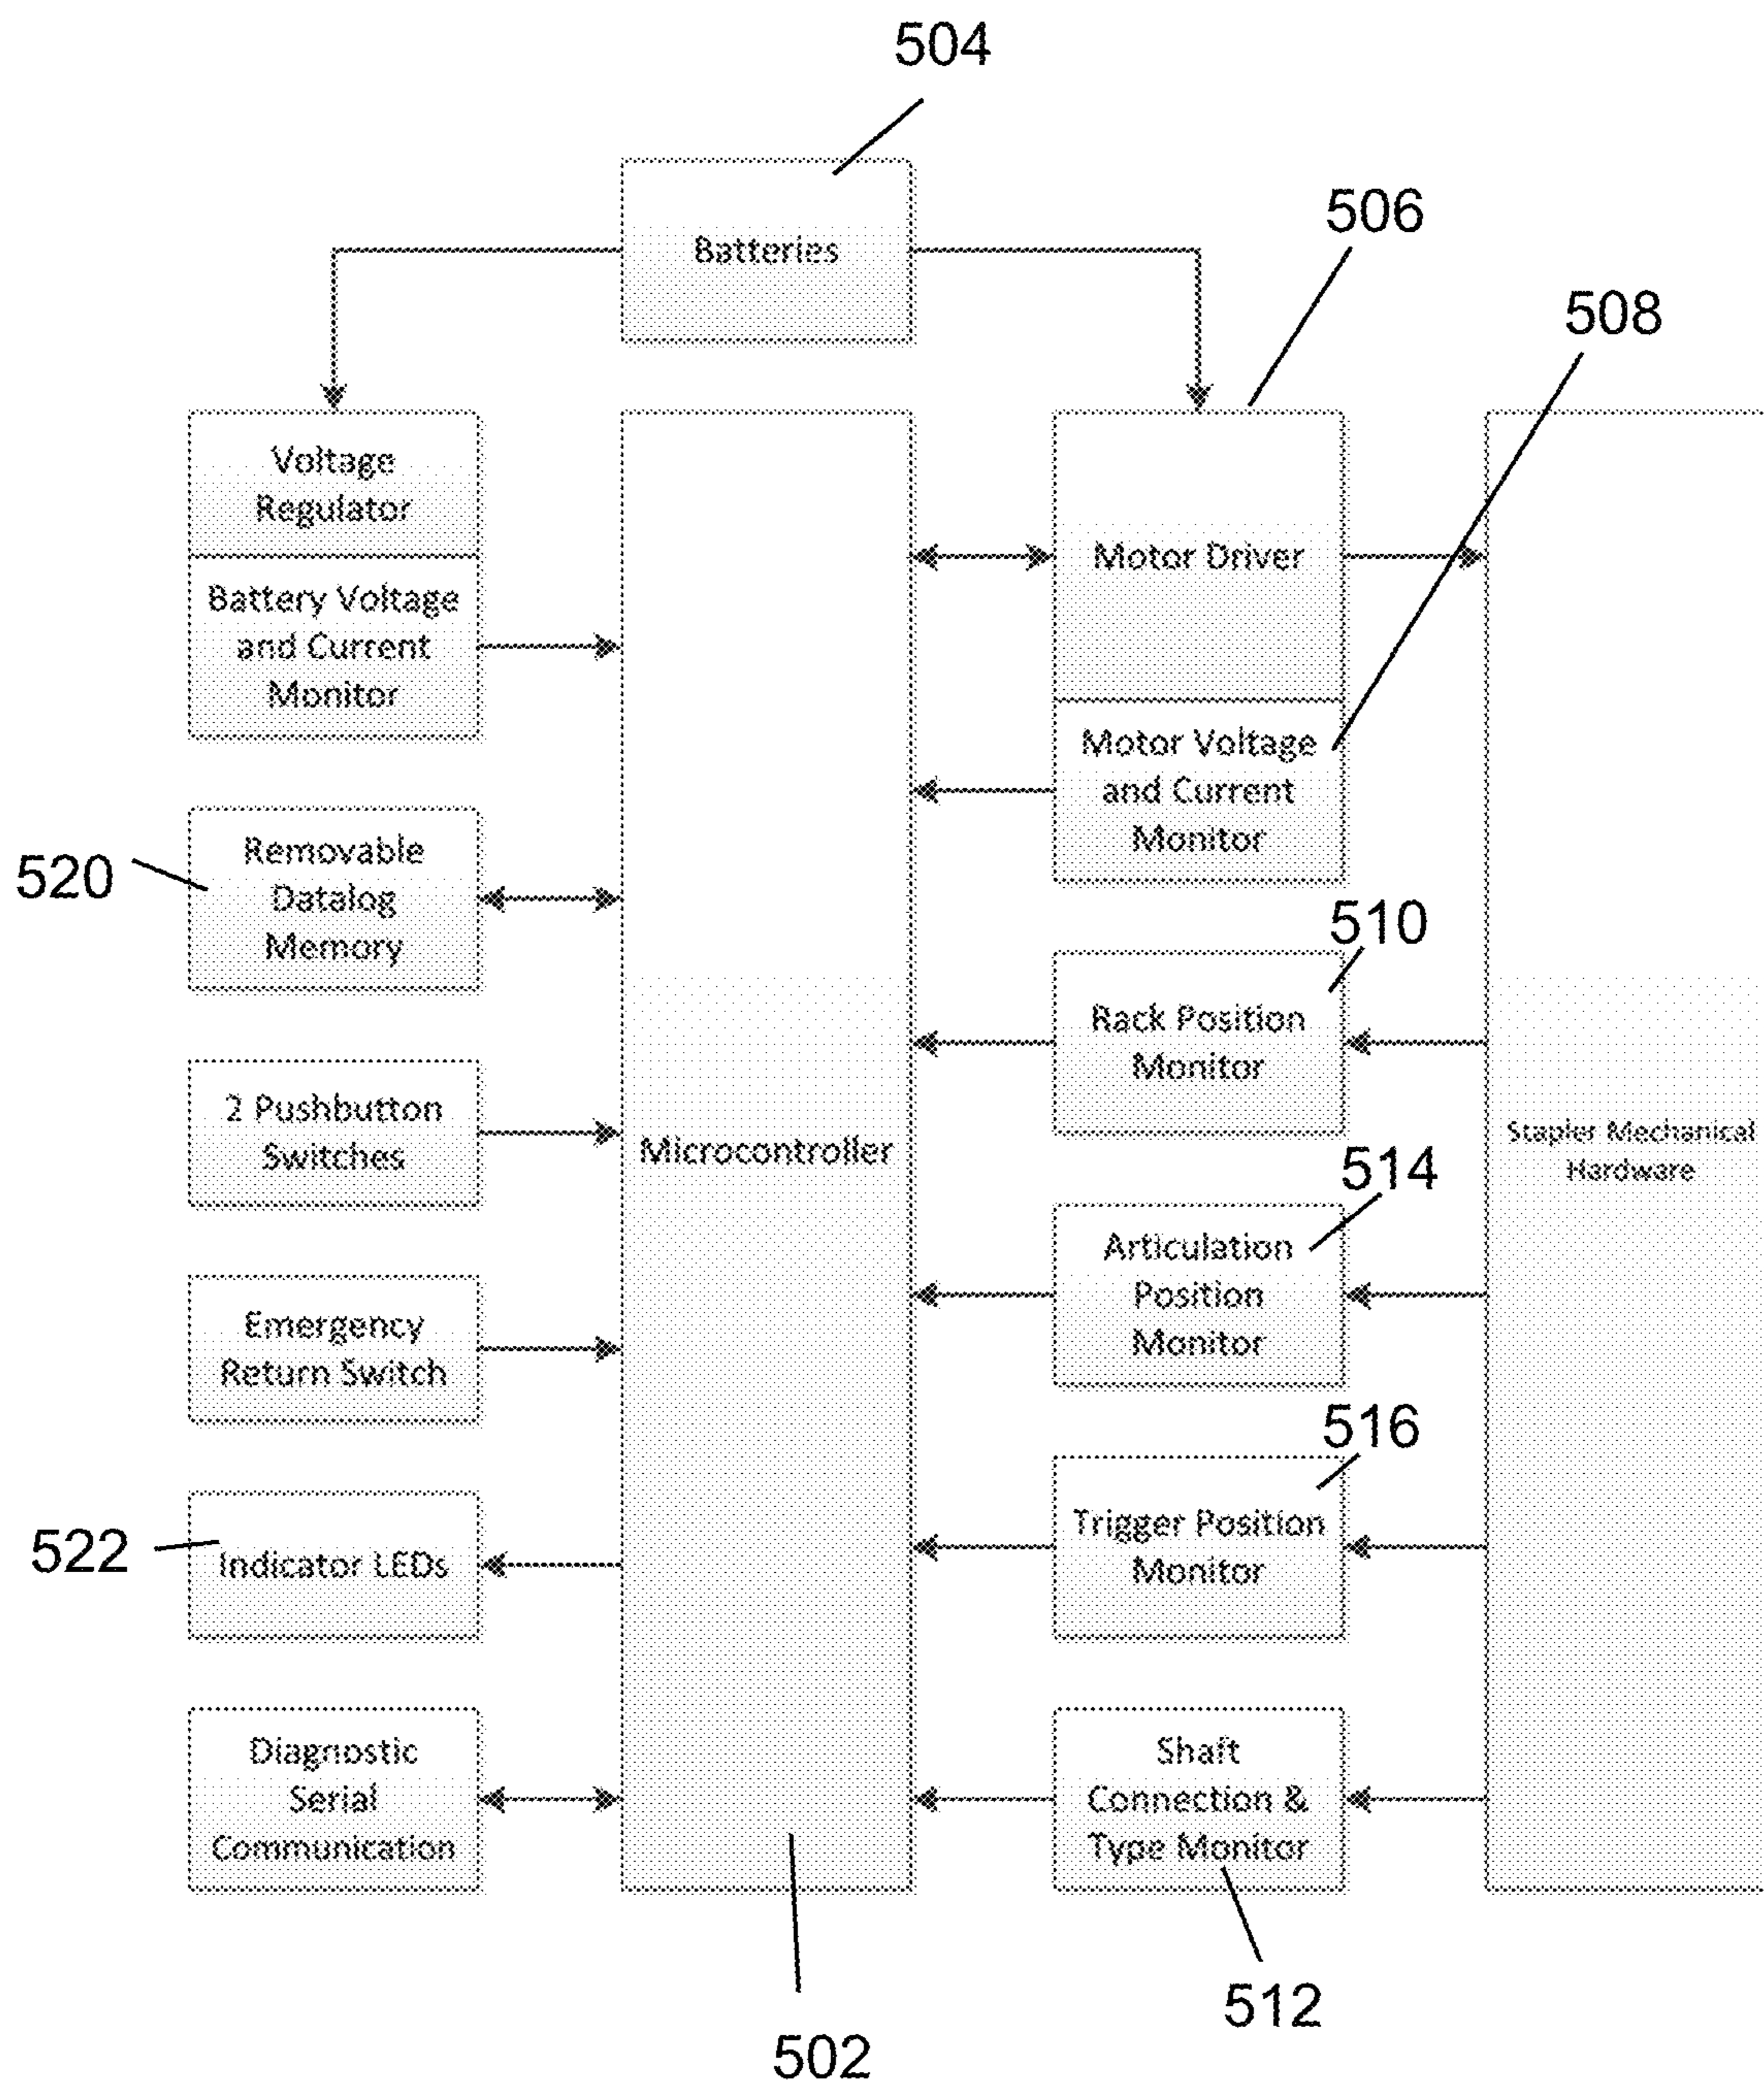 504
Batteries
506
508
Voltage
Regulator
Battery Voltage
and Current
Monitor
Motor Driver
Motor Voltage
and Current
Monitor
520
Removable
Datalog
Memory
510
Rack Position
Monitor
2 Pushbutton
Switches
Microcontroller
Stapler Mechanical
Hardware
514
Articulation
Position
Monitor
Emergency
Return Switch
516
Trigger Position
Monitor
522
Indicator LEDs
Diagnostic
Serial
Communication
Shaft
Connection &
Type Monitor
512
502